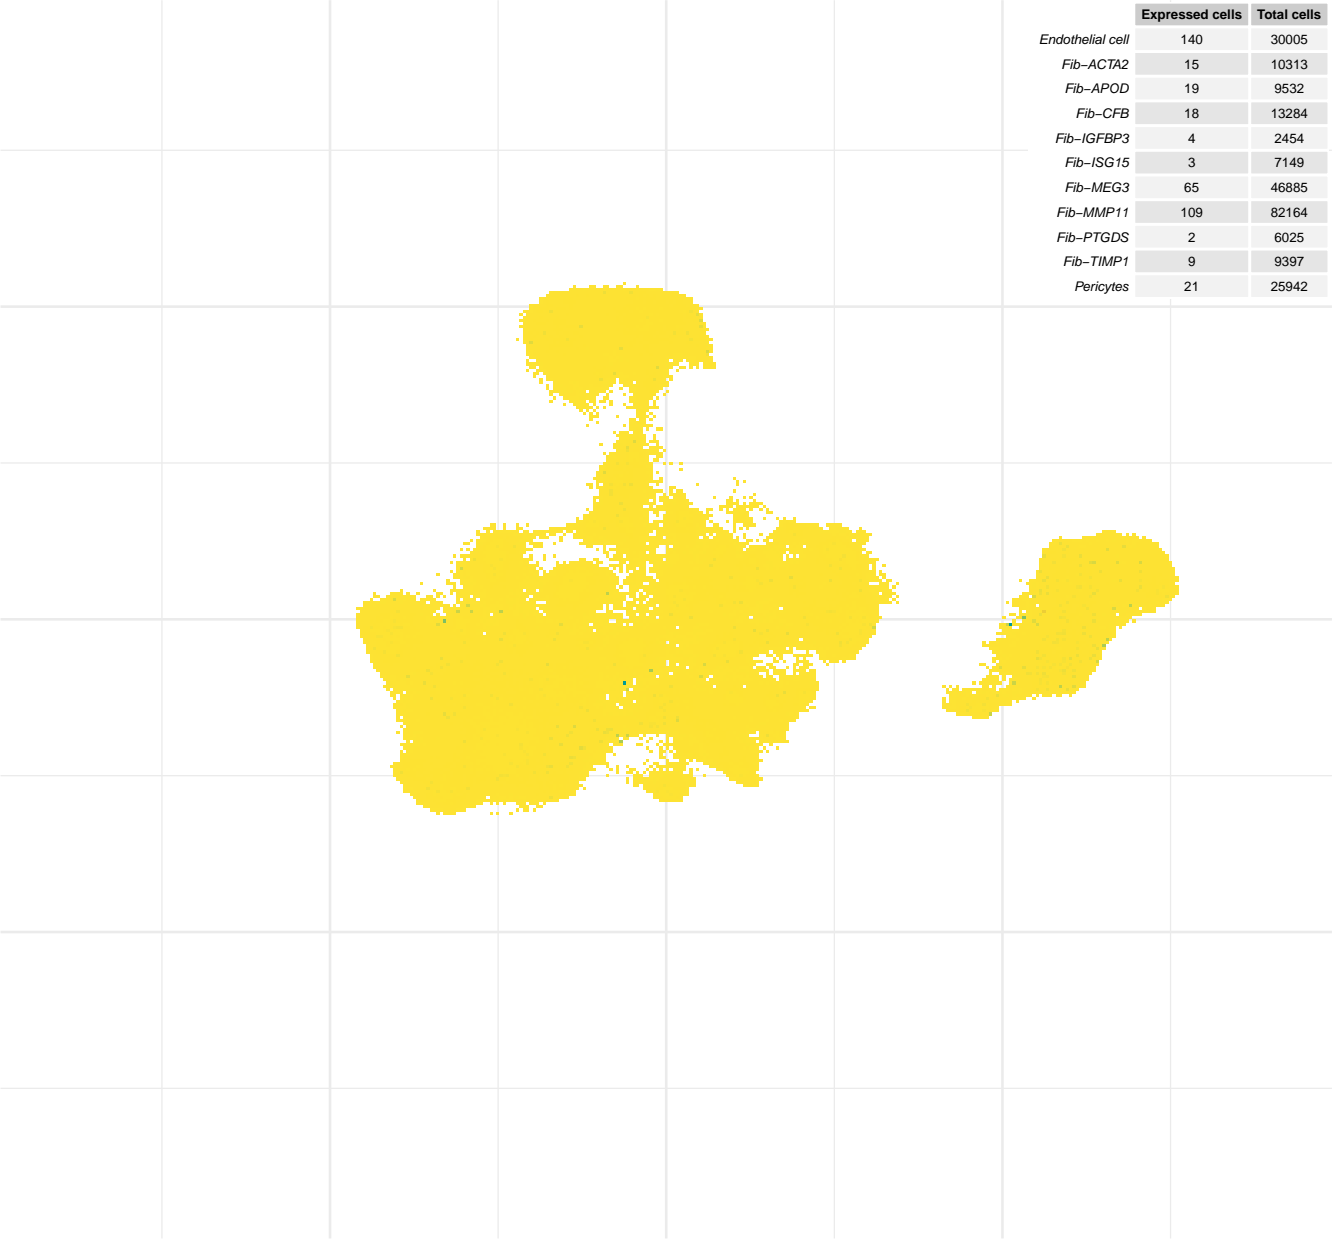 Expressed cells Total cells
Endothelial cell 140 30005
Fib−ACTA2 15 10313
Fib−APOD 19 9532
Fib−CFB 18 13284
Fib−IGFBP3 4 2454
Fib−ISG15 3 7149
Fib−MEG3 65 46885
Fib−MMP11 109 82164
Fib−PTGDS 2 6025
Fib−TIMP1 9 9397
Pericytes 21 25942